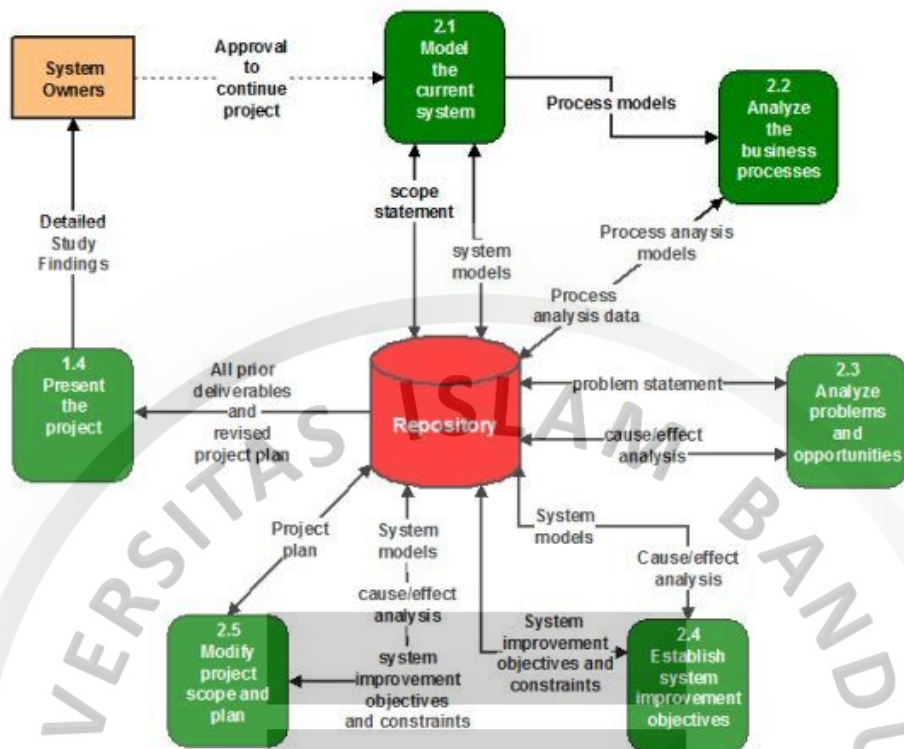 System
Owners
Approval
to
continue
project
2.1
Model
the
current
system
Process models
2.2
Analyze
the
business
processes
Detailed
Study
Findings
scope
statement
system
models
Process anaysis
models
Process
analysis data
1.4
Present
the
project
All prior
deliverables
and
revised
project plan
Repository
problem statement
cause/effect
analysis
2.3
Analyze
problems and
opportunities
Project
plan
System
models
cause/effect
analysis
system
improvement
objectives
and constraints
System
improvement
objectives and
constraints
System
models
Cause/effect
analysis
2.5
Modify
project
scope and
plan
2.4
Establish
system
improvement
objectives
VERSITAS ISLAM BANDU